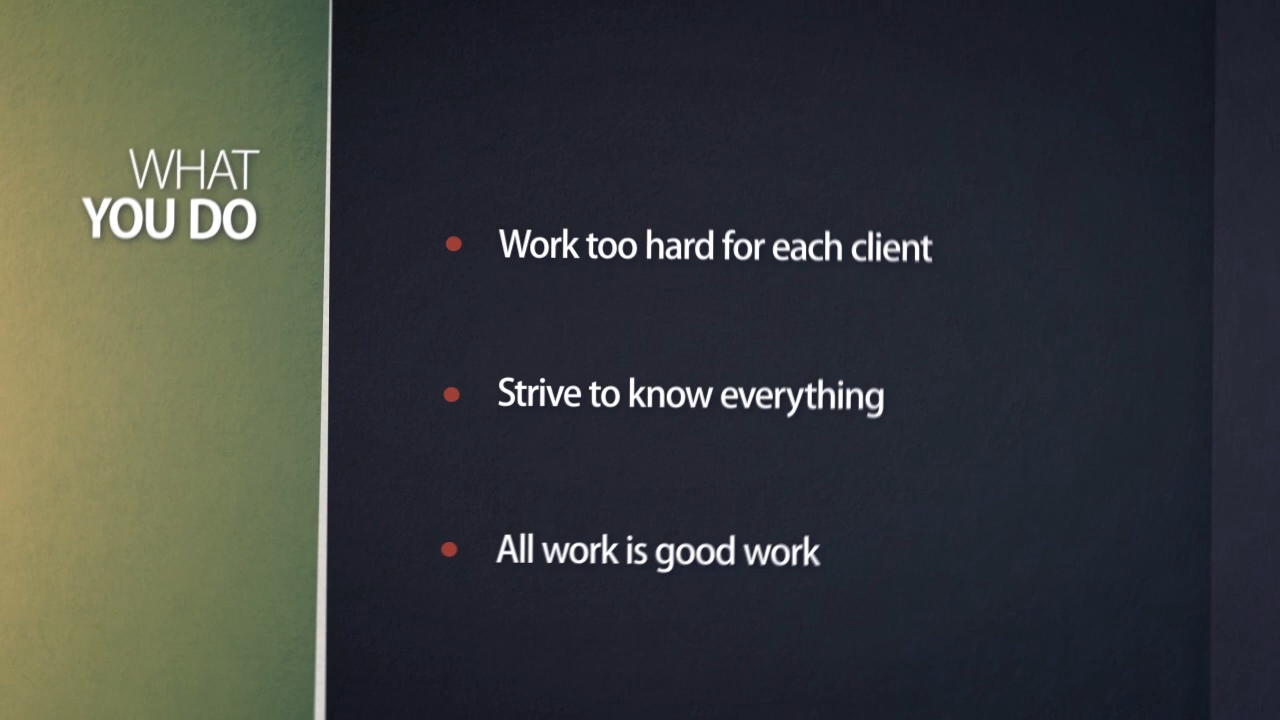 WHAT
YOU DO
Work too hard for each client
Strive to know everything
All work is good work